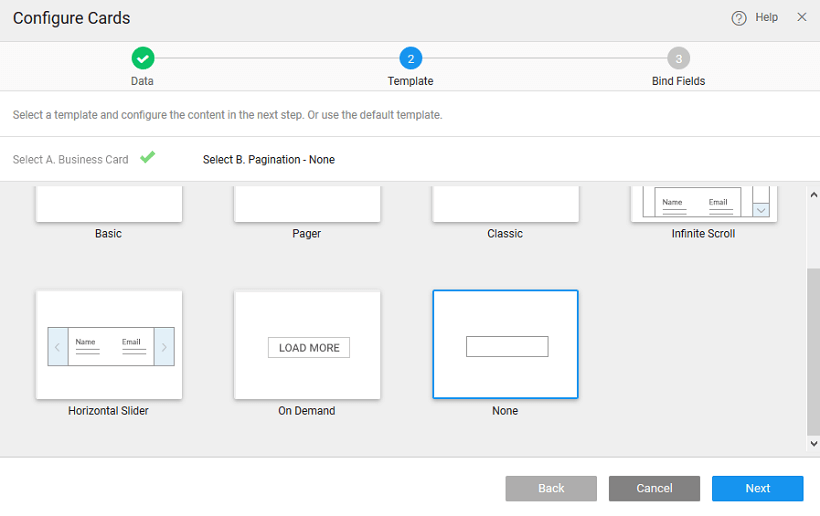 Configure Cards
Help
2
3
Data
Template
Bind Fields
Select a template and configure the content in the next step. Or use the default template.
Select A. Business Card
Select B. Pagination - None
Name Email
Basic
Pager
Classic
Infinite Scroll
Name Email
LOAD MORE
Horizontal Slider
On Demand
None
Back
Cancel
Next